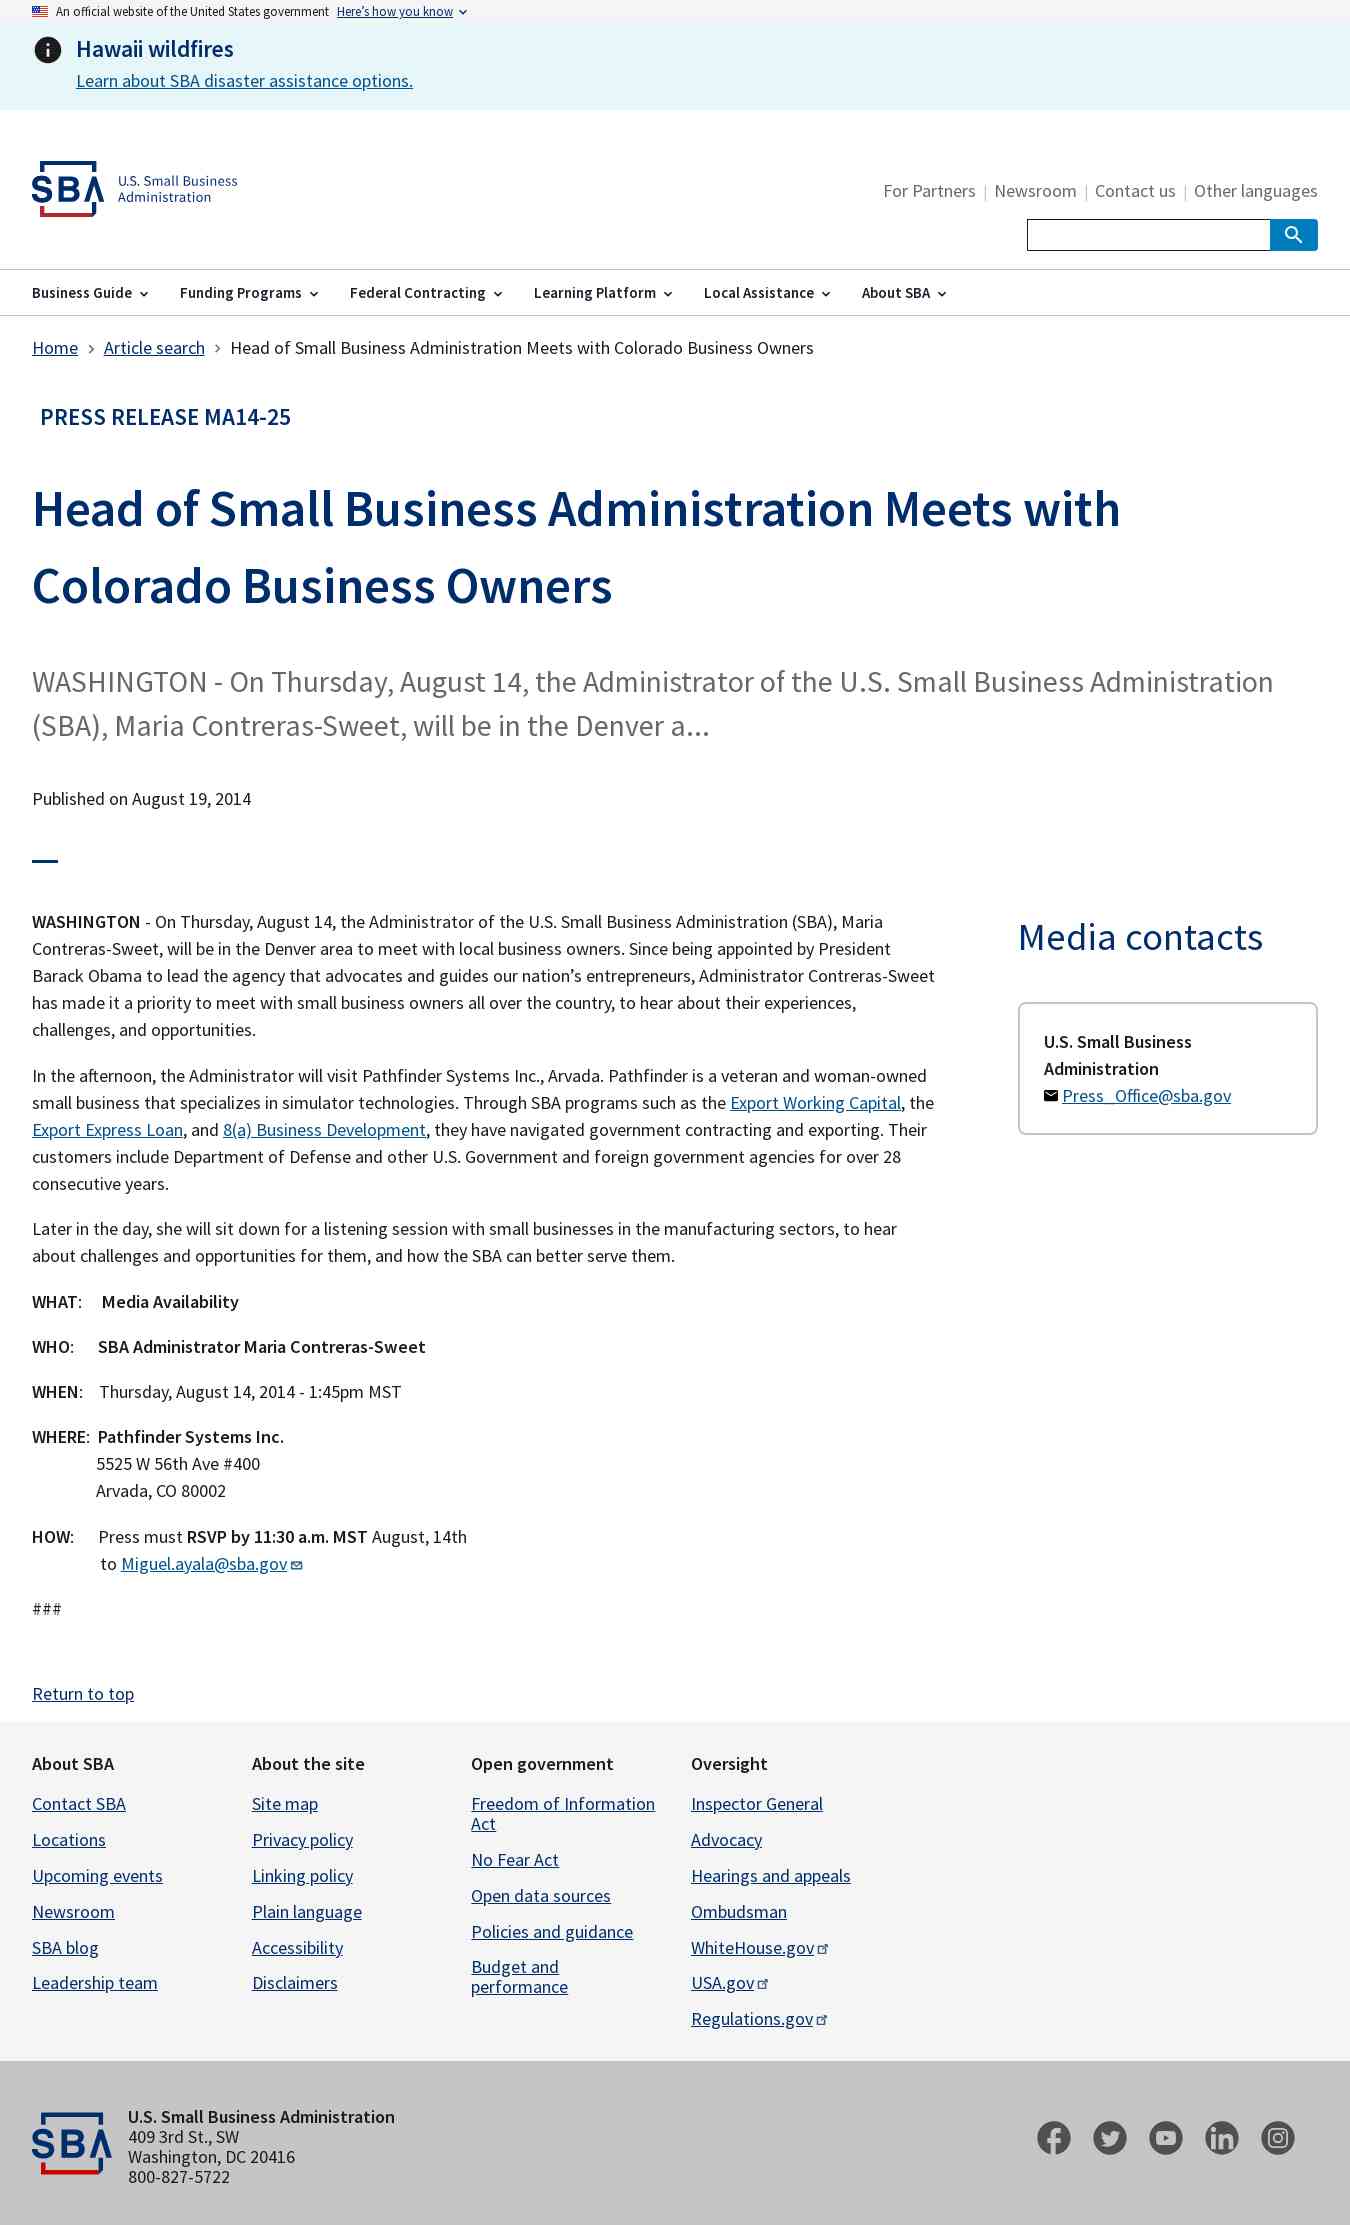 An official website of the United States government Here’s how you know
Hawaii wildfires
Learn about SBA disaster assistance options.
SBA
U.S. Small Business
Administration
For Partners | Newsroom | Contact us | Other languages
Business Guide Funding Programs Federal Contracting Learning Platform Local Assistance About SBA
Home Article search Head of Small Business Administration Meets with Colorado Business Owners
PRESS RELEASE MA14-25
Head of Small Business Administration Meets with
Colorado Business Owners
WASHINGTON - On Thursday, August 14, the Administrator of the U.S. Small Business Administration
(SBA), Maria Contreras-Sweet, will be in the Denver a...
Published on August 19, 2014
WASHINGTON - On Thursday, August 14, the Administrator of the U.S. Small Business Administration (SBA), Maria
Contreras-Sweet, will be in the Denver area to meet with local business owners. Since being appointed by President
Barack Obama to lead the agency that advocates and guides our nation’s entrepreneurs, Administrator Contreras-Sweet
has made it a priority to meet with small business owners all over the country, to hear about their experiences,
challenges, and opportunities.
In the afternoon, the Administrator will visit Pathfinder Systems Inc., Arvada. Pathfinder is a veteran and woman-owned
small business that specializes in simulator technologies. Through SBA programs such as the Export Working Capital, the
Export Express Loan, and 8(a) Business Development, they have navigated government contracting and exporting. Their
customers include Department of Defense and other U.S. Government and foreign government agencies for over 28
consecutive years.
Later in the day, she will sit down for a listening session with small businesses in the manufacturing sectors, to hear
about challenges and opportunities for them, and how the SBA can better serve them.
WHAT: Media Availability
WHO: SBA Administrator Maria Contreras-Sweet
WHEN: Thursday, August 14, 2014 - 1:45pm MST
WHERE: Pathfinder Systems Inc.
5525 W 56th Ave #400
Arvada, CO 80002
HOW: Press must RSVP by 11:30 a.m. MST August, 14th
to Miguel.ayala@sba.gov
###
Media contacts
U.S. Small Business
Administration
Press_Office@sba.gov
Return to top
About SBA
Contact SBA
Locations
Upcoming events
Newsroom
SBA blog
Leadership team
About the site
Site map
Privacy policy
Linking policy
Plain language
Accessibility
Disclaimers
Open government
Freedom of Information
Act
No Fear Act
Open data sources
Policies and guidance
Budget and
performance
Oversight
Inspector General
Advocacy
Hearings and appeals
Ombudsman
WhiteHouse.gov
USA.gov
Regulations.gov
SBA
U.S. Small Business Administration
409 3rd St., SW
Washington, DC 20416
800-827-5722